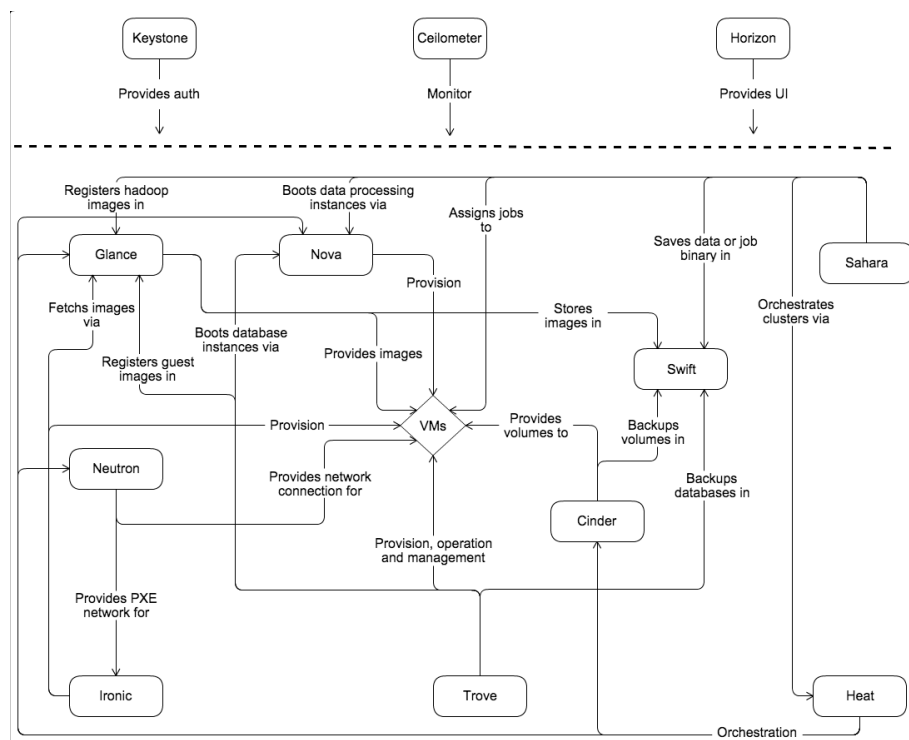 Keystone
Ceilometer
Horizon
Provides auth
Monitor
Provides UI
Registers hadoop
images in
Boots data processing
instances via
Assigns jobs
to
Saves data or job
binary in
Sahara
Glance
Nova
Provision
Fetchs images
via
Boots database
instances via
Stores
images in
Orchestrates
clusters via
Registers guest
images in
Provides images
Swift
Provision
VMs
Provides
volumes to
Backups
volumes in
Neutron
Provides network
connection for
Backups
databases in
Cinder
Provision, operation
and management
Provides PXE
network for
Ironic
Trove
Heat
Orchestration